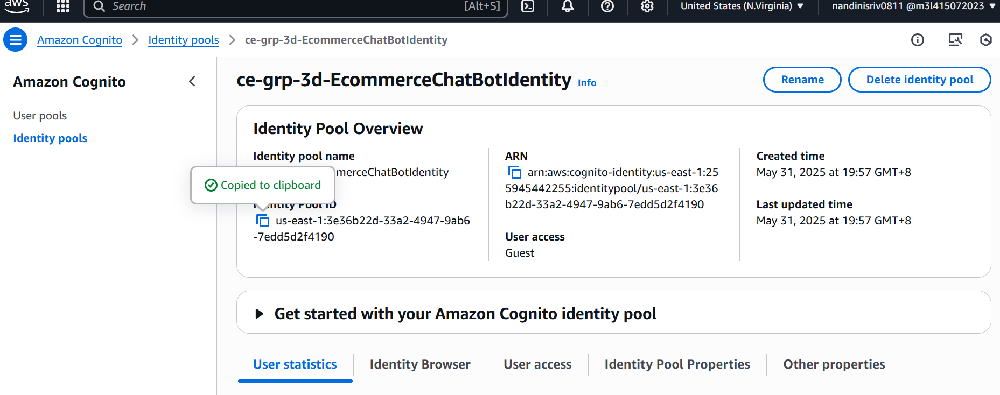 aws
Search
[Alt+S]
United States (N.Virginia) ▼
nandinisriv0811 @m3l415072023 ▼
Amazon Cognito
Identity pools
ce-grp-3d-EcommerceChatBotIdentity
Amazon Cognito
User pools
Identity pools
ce-grp-3d-EcommerceChatBotIdentity Info
Rename
Delete identity pool
Identity Pool Overview
Identity pool name
merceChatBotIdentity
Copied to clipboard
Identity Pool ID
us-east-1:3e36b22d-33a2-4947-9ab6
-7edd5d2f4190
ARN
arn:aws:cognito-identity:us-east-1:25
5945442255:identitypool/us-east-1:3e36
b22d-33a2-4947-9ab6-7edd5d2f4190
User access
Guest
Created time
May 31, 2025 at 19:57 GMT+8
Last updated time
May 31, 2025 at 19:57 GMT+8
Get started with your Amazon Cognito identity pool
User statistics
Identity Browser
User access
Identity Pool Properties
Other properties